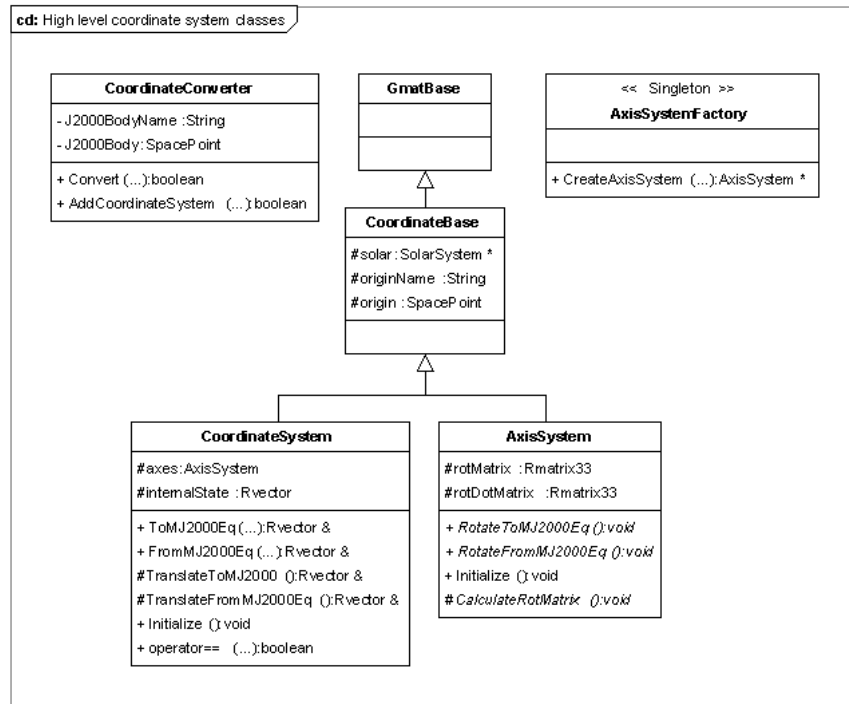 cd: High level coordinate system classes
CoordinateConverter
- J2000BodyName :String
- J2000Body:SpacePoint
+ Convert (...):boolean
+ AddCoordinateSystem (...):boolean
GmatBase
<< Singleton >>
AxisSystemFactory
+ CreateAxisSystem (...):AxisSystem *
CoordinateBase
#solar:SolarSystem *
#originName :String
#origin :SpacePoint
CoordinateSystem
#axes:AxisSystem
#internalState :Rvector
+ ToMJ2000Eq(...):Rvector &
+ FromMJ2000Eq(...):Rvector &
#TranslateToMJ2000 ():Rvector &
#TranslateFromMJ2000Eq ():Rvector &
+ Initialize ():void
+ operator== (...):boolean
AxisSystem
#rotMatrix :Rmatrix33
#rotDotMatrix :Rmatrix33
+ RotateToMJ2000Eq():void
+ RotateFromMJ2000Eq():void
+ Initialize ():void
#CalculateRotMatrix ():void